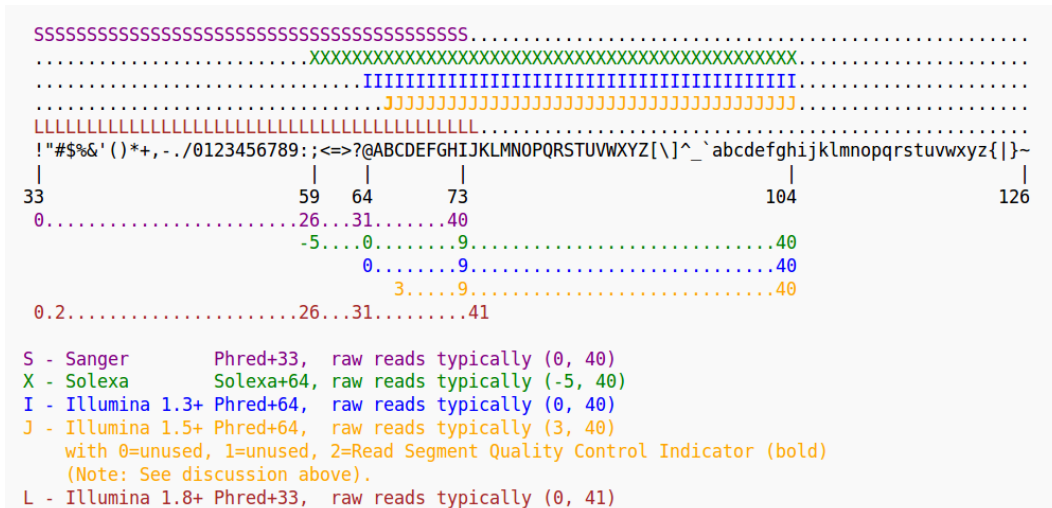 SSSSSSSSSSSSSSSSSSSSSSSSSSSSSSSSSSSSSSSSS.....................................................
..........................XXXXXXXXXXXXXXXXXXXXXXXXXXXXXXXXXXXXXXXXXXXXXX......................
...............................IIIIIIIIIIIIIIIIIIIIIIIIIIIIIIIIIIIIIIIII......................
.................................JJJJJJJJJJJJJJJJJJJJJJJJJJJJJJJJJJJJJJJ......................
LLLLLLLLLLLLLLLLLLLLLLLLLLLLLLLLLLLLLLLLLL....................................................
!"#$%&'()*+,-./0123456789:;<=>?@ABCDEFGHIJKLMNOPQRSTUVWXYZ[\]^_`abcdefghijklmnopqrstuvwxyz{|}~
| | | | | |
33 59 64 73 104 126
0........................26...31.......40
-5....0........9.............................40
0........9.............................40
3.....9.............................40
0.2......................26...31.........41
S - Sanger Phred+33, raw reads typically (0, 40)
X - Solexa Solexa+64, raw reads typically (-5, 40)
I - Illumina 1.3+ Phred+64, raw reads typically (0, 40)
J - Illumina 1.5+ Phred+64, raw reads typically (3, 40)
with 0=unused, 1=unused, 2=Read Segment Quality Control Indicator (bold)
(Note: See discussion above).
L - Illumina 1.8+ Phred+33, raw reads typically (0, 41)